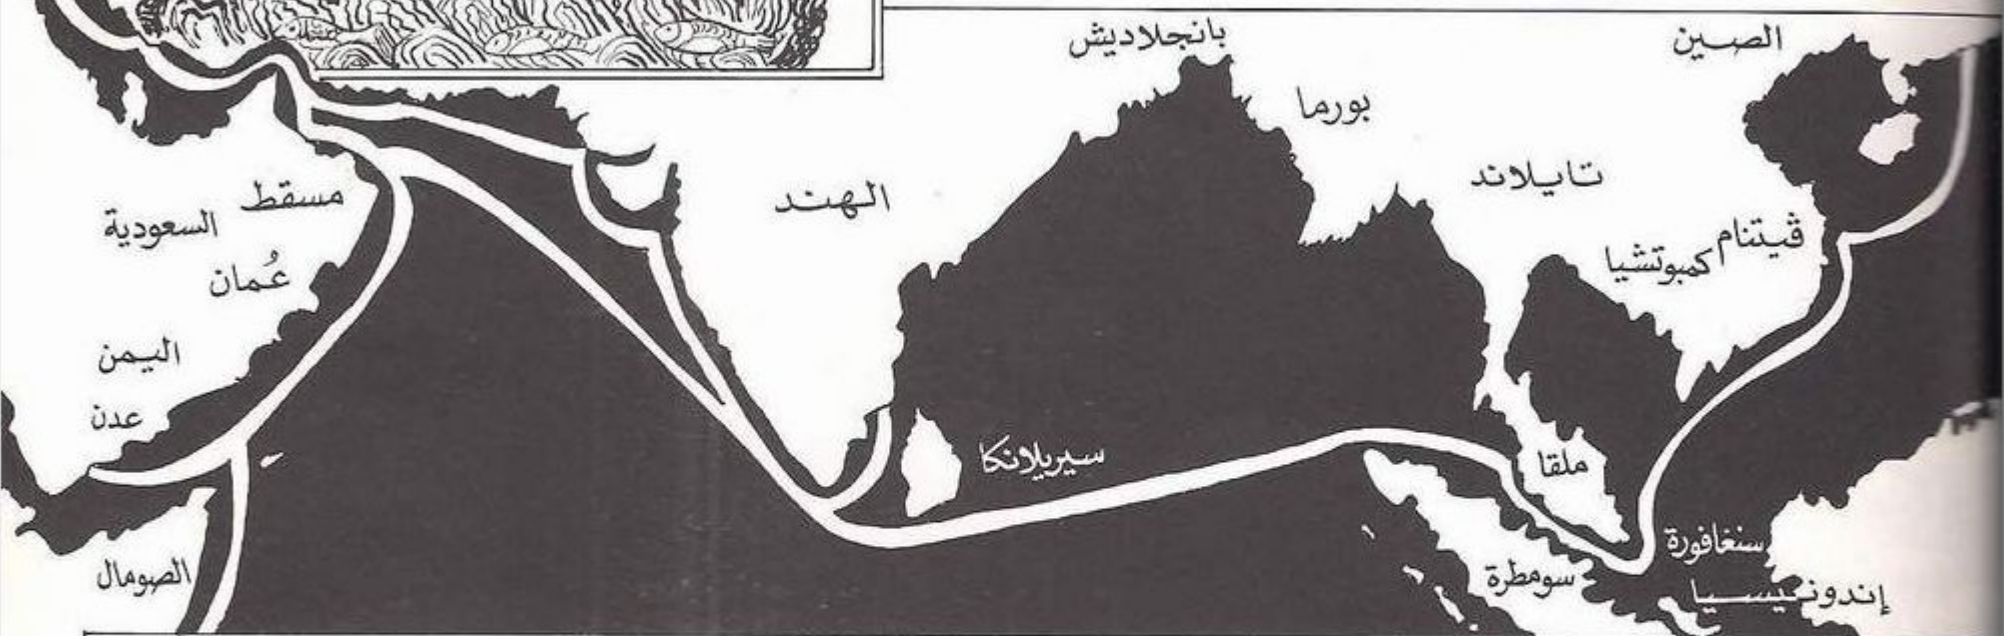 الصين
بانجلاديش
بورما
تايلاند
الهند
مسقط
السعودية
ڤيتنام
كمبوتشيا
عُمان
اليمن
عدن
سيريلانكا
ملقا
سنغافورة
سومطرة
إندونيسيا
الصومال